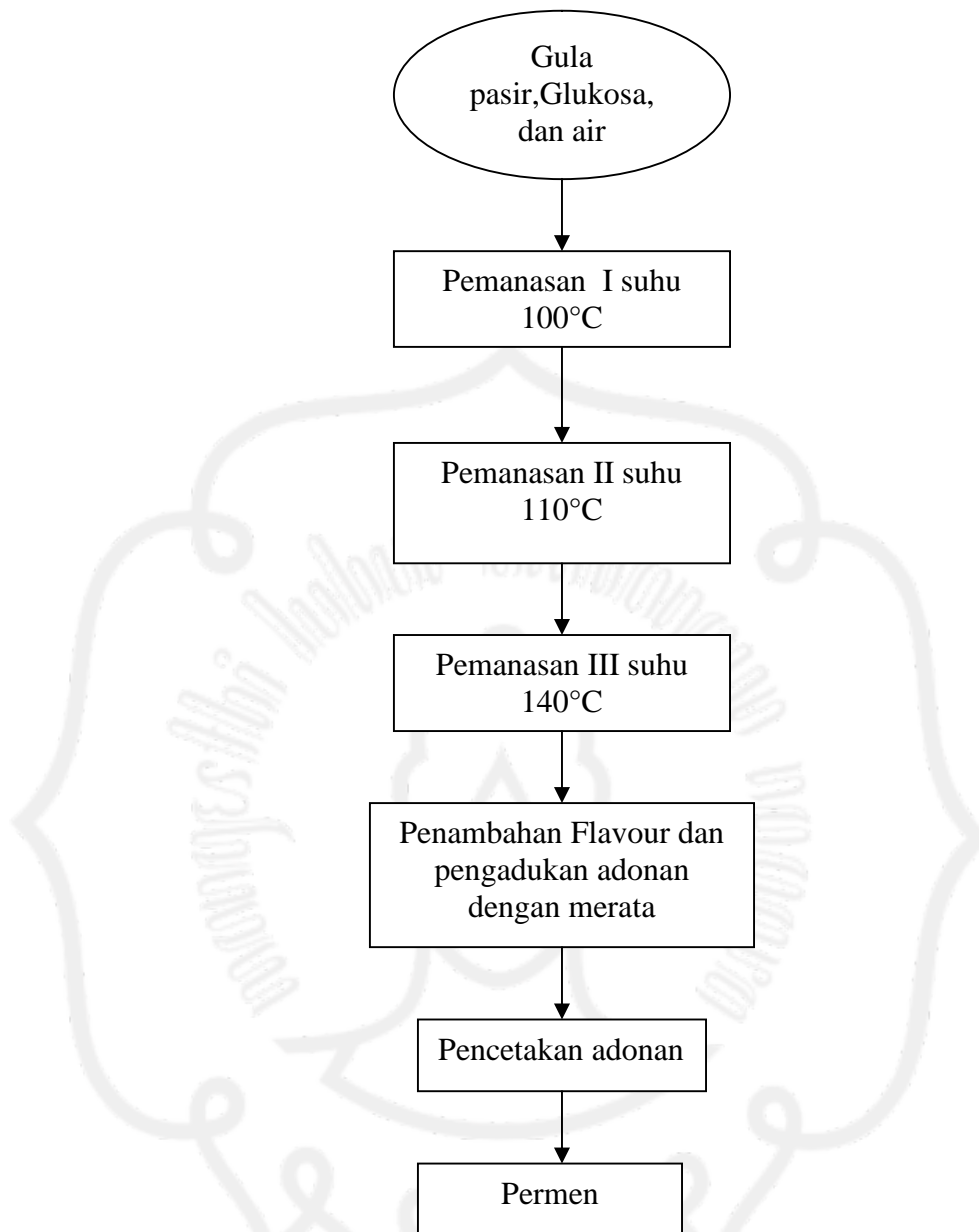 Gula
pasir,Glukosa,
dan air
Pemanasan  I suhu
100°C
Pemanasan II suhu
110°C
Pemanasan III suhu
140°C
Penambahan Flavour dan
pengadukan adonan
dengan merata
Pencetakan adonan
Permen